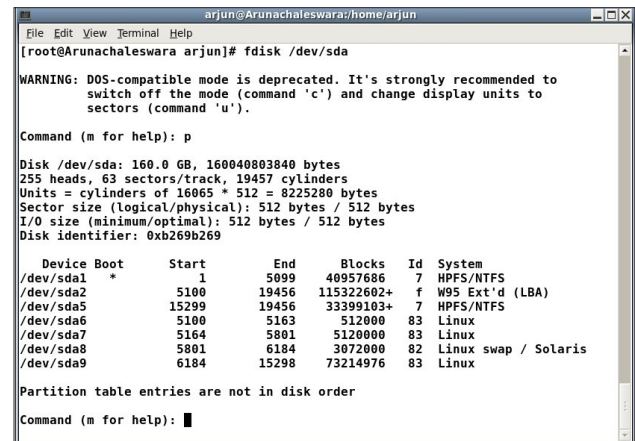 arjun@Arunachaleswara:/home/arjun
File Edit View Terminal Help
[root@Arunachaleswara arjun]# fdisk /dev/sda
WARNING: DOS-compatible mode is deprecated. It's strongly recommended to
switch off the mode (command 'c') and change display units to
sectors (command 'u').
Command (m for help): p
Disk /dev/sda: 160.0 GB, 160040803840 bytes
255 heads, 63 sectors/track, 19457 cylinders
Units = cylinders of 16065 * 512 = 8225280 bytes
Sector size (logical/physical): 512 bytes / 512 bytes
I/O size (minimum/optimal): 512 bytes / 512 bytes
Disk identifier: 0xb269b269
Device Boot Start End Blocks Id System
/dev/sda1 * 1 5099 40957686 7 HPFS/NTFS
/dev/sda2 5100 19456 115322602+ f W95 Ext'd (LBA)
/dev/sda5 15299 19456 33399103+ 7 HPFS/NTFS
/dev/sda6 5100 5163 512000 83 Linux
/dev/sda7 5164 5801 5120000 83 Linux
/dev/sda8 5801 6184 3072000 82 Linux swap / Solaris
/dev/sda9 6184 15298 73214976 83 Linux
Partition table entries are not in disk order
Command (m for help):